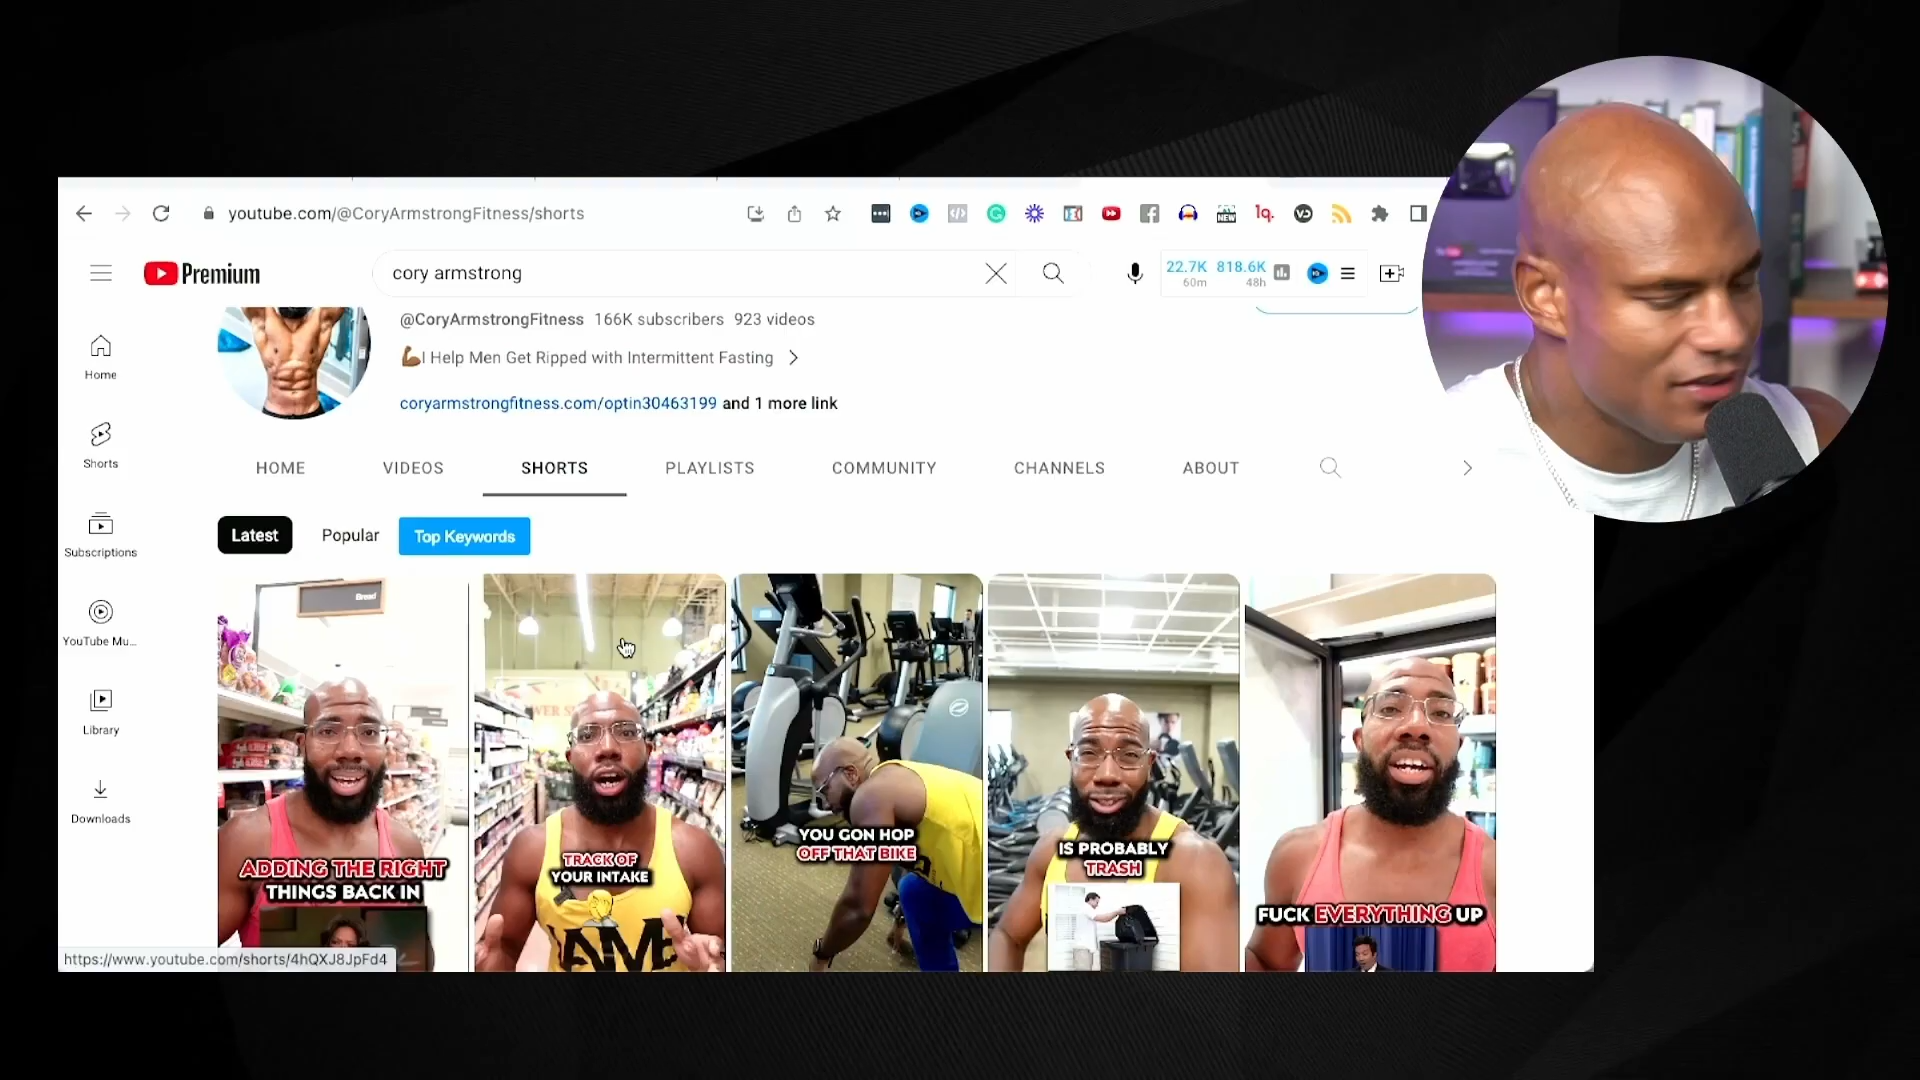 youtube.com/@CoryArmstrongFitness/shorts
NEW
1q.
Premium
cory armstrong
22.7K 818.6K
60m 48h
@CoryArmstrongFitness 166K subscribers 923 videos
I Help Men Get Ripped with Intermittent Fasting
coryarmstrongfitness.com/optin30463199 and 1 more link
Home
Shorts
Subscriptions
YouTube Mu...
Library
Downloads
HOME VIDEOS SHORTS PLAYLISTS COMMUNITY CHANNELS ABOUT
Latest Popular Top Keywords
Bread
ADDING THE RIGHT
THINGS BACK IN
TRACK OF
YOUR INTAKE
YOU GON HOP
OFF THAT BIKE
IS PROBABLY
TRASH
FUCK EVERYTHING UP
https://www.youtube.com/shorts/4hQXJ8JpFd4